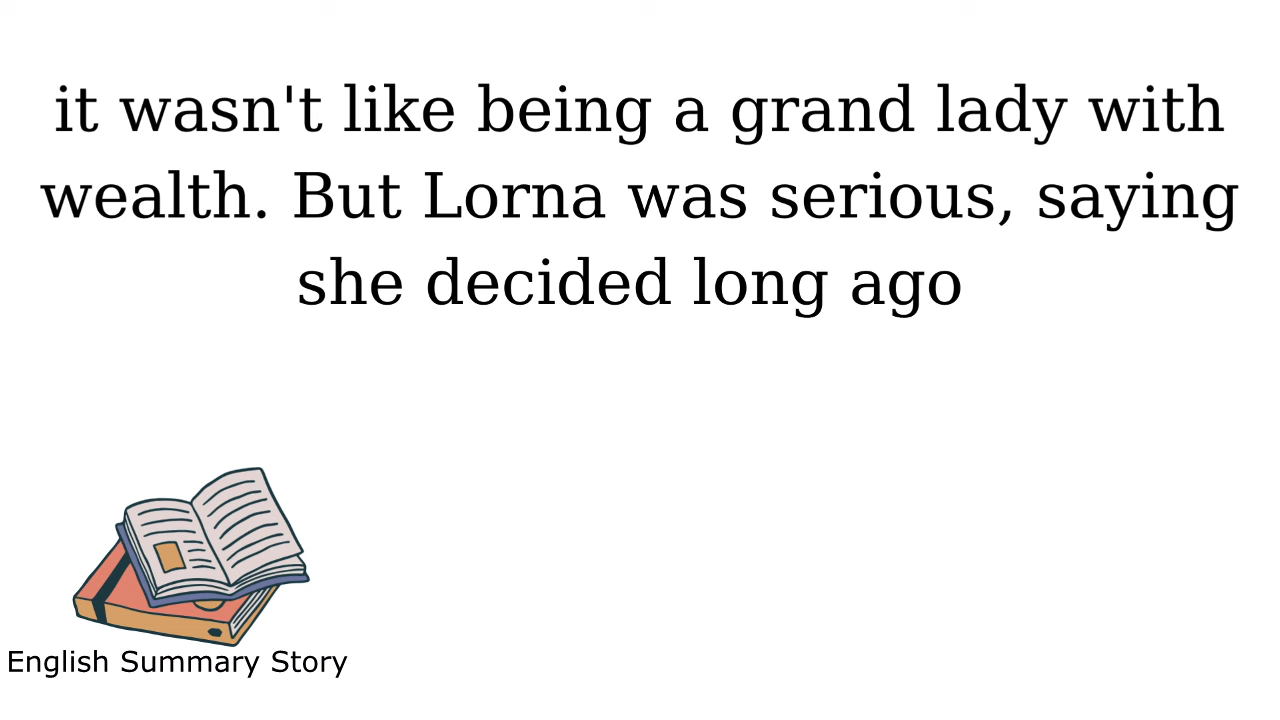 it wasn't like being a grand lady with
wealth. But Lorna was serious, saying
she decided long ago
English Summary Story